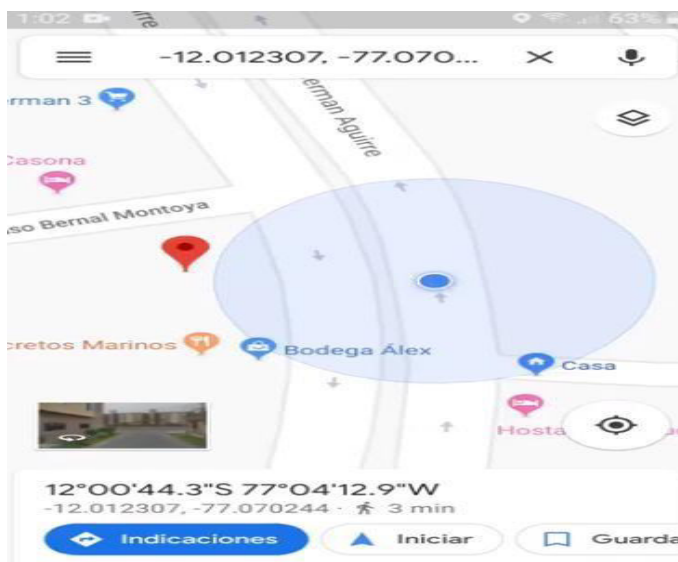 1:02
63%
-12.012307, -77.070...
erman 3
erman Aguirre
Casona
so Bernal Montoya
cretos Marinos
Bodega Álex
Casa
Hosta
12°00'44.3"S 77°04'12.9"W
-12.012307, -77.070244 · 3 min
Indicaciones
Iniciar
Guarda